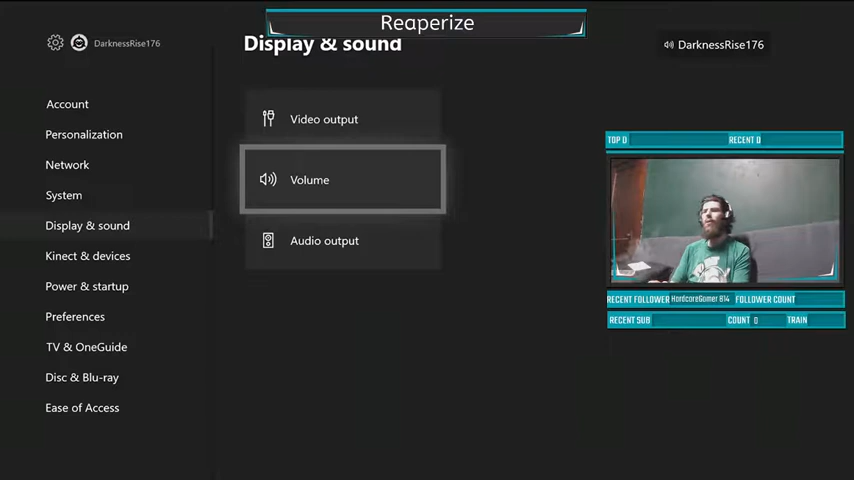 Reaperize
DarknessRise176
Display & sound
DarknessRise176
Account
Personalization
Network
System
Display & sound
Kinect & devices
Power & startup
Preferences
TV & OneGuide
Disc & Blu-ray
Ease of Access
Video output
Volume
Audio output
TOP D
RECENT D
RECENT FOLLOWER HardcoreGamer 814 FOLLOWER COUNT
RECENT SUB COUNT 0 TRAIN